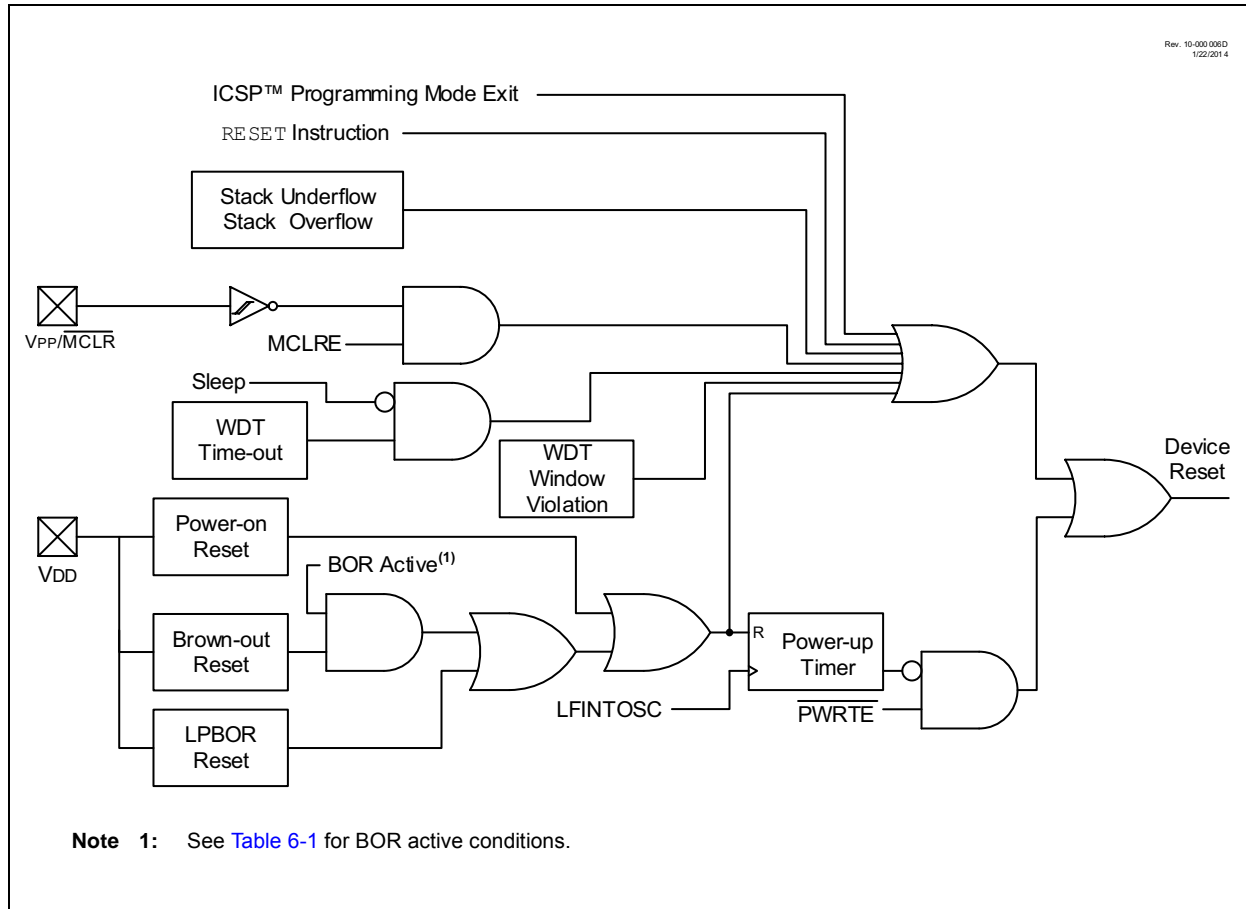 Rev. 10-000006D
1/22/2014
ICSP™ Programming Mode Exit
RESET Instruction
Stack Underflow
Stack Overflow
VPP/MCLR
MCLRE
Sleep
WDT
Time-out
WDT
Window
Violation
Device
Reset
VDD
Power-on
Reset
BOR Active(1)
Brown-out
Reset
R
Power-up
Timer
LFINTOSC
PWRTE
LPBOR
Reset
Note 1: See Table 6-1 for BOR active conditions.